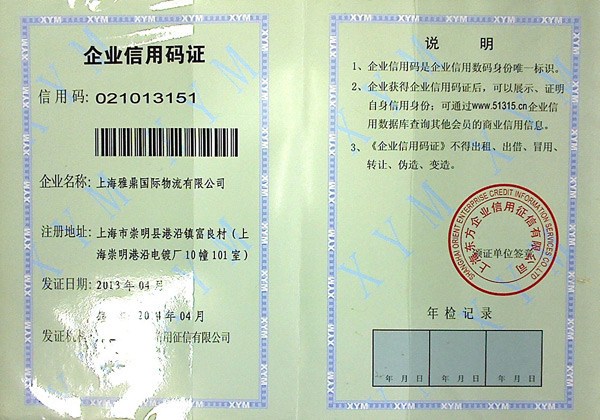 企业信用码证
信用码: 021013151
企业名称: 上海雅鼎国际物流有限公司
注册地址: 上海市崇明县港沿镇富良村（上
海崇明港沿电镀厂10幢101室）
发证日期: 2013年04月
年04月
发证机构 信用征信有限公司
说 明
1、企业信用码是企业信用数码身份唯一标识。
2、企业获得企业信用码证后，可以展示、证明
自身信用身份；可通过www.51315.cn企业信
用数据库查询其他会员的商业信用信息。
3、《企业信用码证》不得出租、出借、冒用、
转让、伪造、变造。
SHANGHAI ORIENT ENTERPRISE CREDIT INFORMATION SERVICES CO.,LTD
上海东方企业信用征信有限公司
颁证单位签章
年检记录
年 月 日 年 月 日 年 月 日
XYM